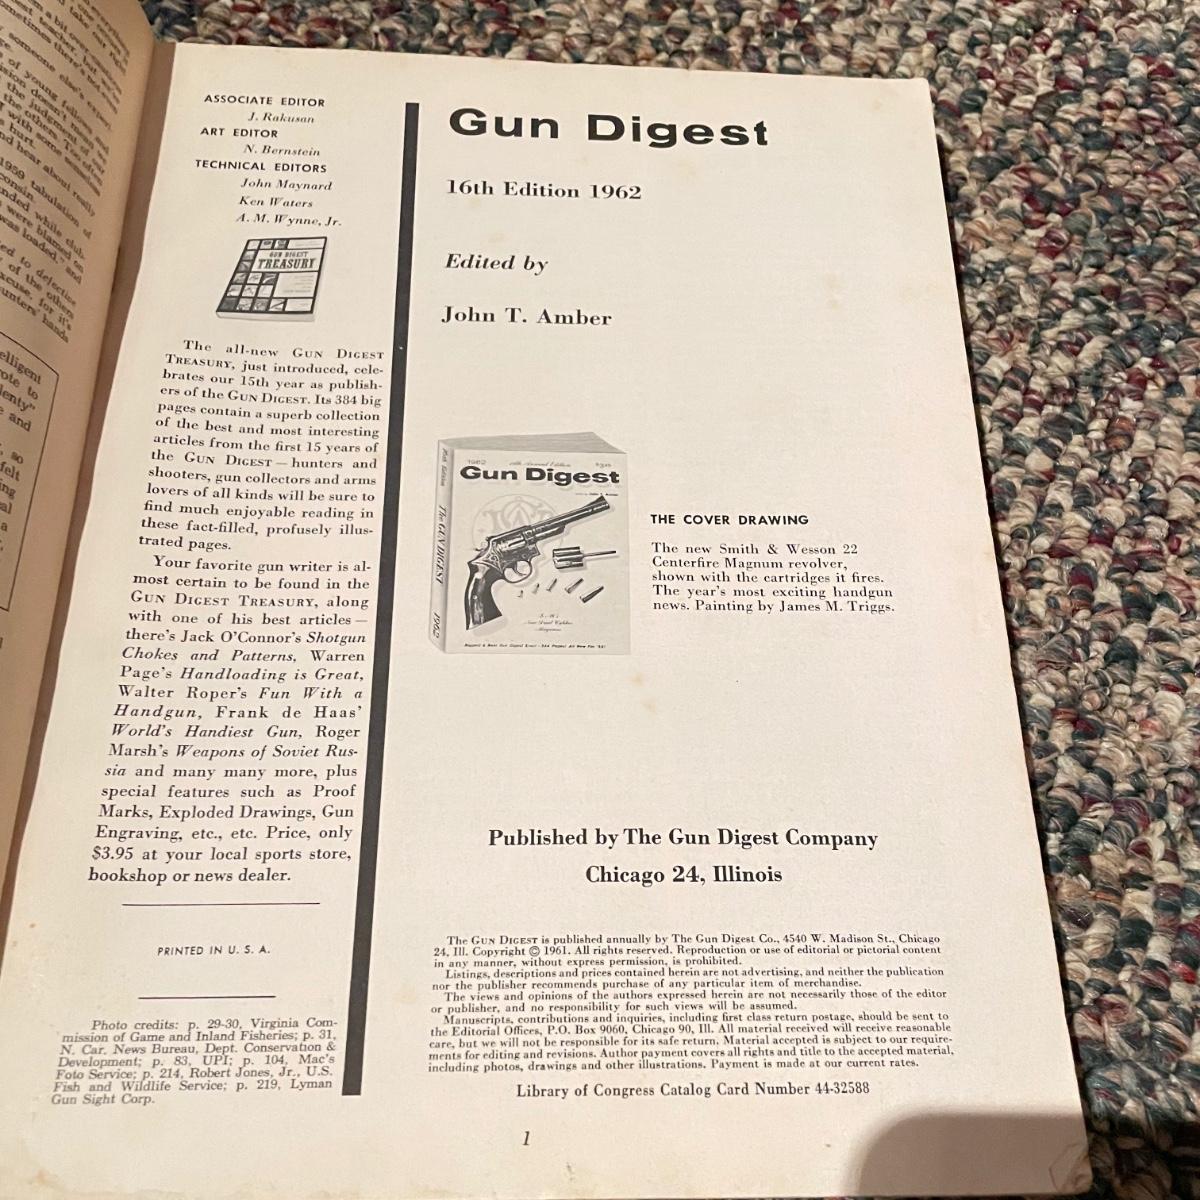 ASSOCIATE EDITOR
J. Rakusan
ART EDITOR
N. Bernstein
TECHNICAL EDITORS
John Maynard
Ken Waters
A. M. Wynne, Jr.
GUN DIGEST
TREASURY
The all-new GUN DIGEST
TREASURY, just introduced, cele-
brates our 15th year as publish-
ers of the GUN DIGEST. Its 384 big
pages contain a superb collection
of the best and most interesting
articles from the first 15 years of
the GUN DIGEST — hunters and
shooters, gun collectors and arms
lovers of all kinds will be sure to
find much enjoyable reading in
these fact-filled, profusely illus-
trated pages.
Your favorite gun writer is al-
most certain to be found in the
GUN DIGEST TREASURY, along
with one of his best articles —
there's Jack O'Connor's Shotgun
Chokes and Patterns, Warren
Page's Handloading is Great,
Walter Roper's Fun With a
Handgun, Frank de Haas'
World's Handiest Gun, Roger
Marsh's Weapons of Soviet Rus-
sia and many many more, plus
special features such as Proof
Marks, Exploded Drawings, Gun
Engraving, etc., etc. Price, only
$3.95 at your local sports store,
bookshop or news dealer.
PRINTED IN U. S. A.
Photo credits: p. 29-30, Virginia Com-
mission of Game and Inland Fisheries; p. 31,
N. Car. News Bureau, Dept. Conservation &
Development; p. 83, UPI; p. 104, Mac's
Foto Service; p. 214, Robert Jones, Jr., U.S.
Fish and Wildlife Service; p. 219, Lyman
Gun Sight Corp.
Gun Digest
16th Edition 1962
Edited by
John T. Amber
1962
Gun Digest
The GUN DIGEST
1962
THE COVER DRAWING
The new Smith & Wesson 22
Centerfire Magnum revolver,
shown with the cartridges it fires.
The year's most exciting handgun
news. Painting by James M. Triggs.
Published by The Gun Digest Company
Chicago 24, Illinois
The GUN DIGEST is published annually by The Gun Digest Co., 4540 W. Madison St., Chicago
24, Ill. Copyright © 1961. All rights reserved. Reproduction or use of editorial or pictorial content
in any manner, without express permission, is prohibited.
Listings, descriptions and prices contained herein are not advertising, and neither the publication
nor the publisher recommends purchase of any particular item of merchandise.
The views and opinions of the authors expressed herein are not necessarily those of the editor
or publisher, and no responsibility for such views will be assumed.
Manuscripts, contributions and inquiries, including first class return postage, should be sent to
the Editorial Offices, P.O. Box 9060, Chicago 90, Ill. All material received will receive reasonable
care, but we will not be responsible for its safe return. Material accepted is subject to our require-
ments for editing and revisions. Author payment covers all rights and title to the accepted material,
including photos, drawings and other illustrations. Payment is made at our current rates.
Library of Congress Catalog Card Number 44-32588
1